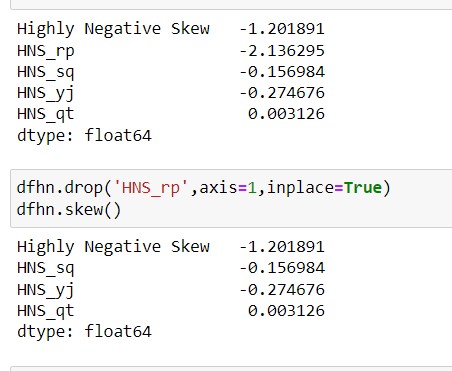 Highly Negative Skew   -1.201891
HNS_rp                 -2.136295
HNS_sq                 -0.156984
HNS_yj                 -0.274676
HNS_qt                  0.003126
dtype: float64
dfhn.drop('HNS_rp',axis=1,inplace=True)
dfhn.skew()
Highly Negative Skew   -1.201891
HNS_sq                 -0.156984
HNS_yj                 -0.274676
HNS_qt                  0.003126
dtype: float64